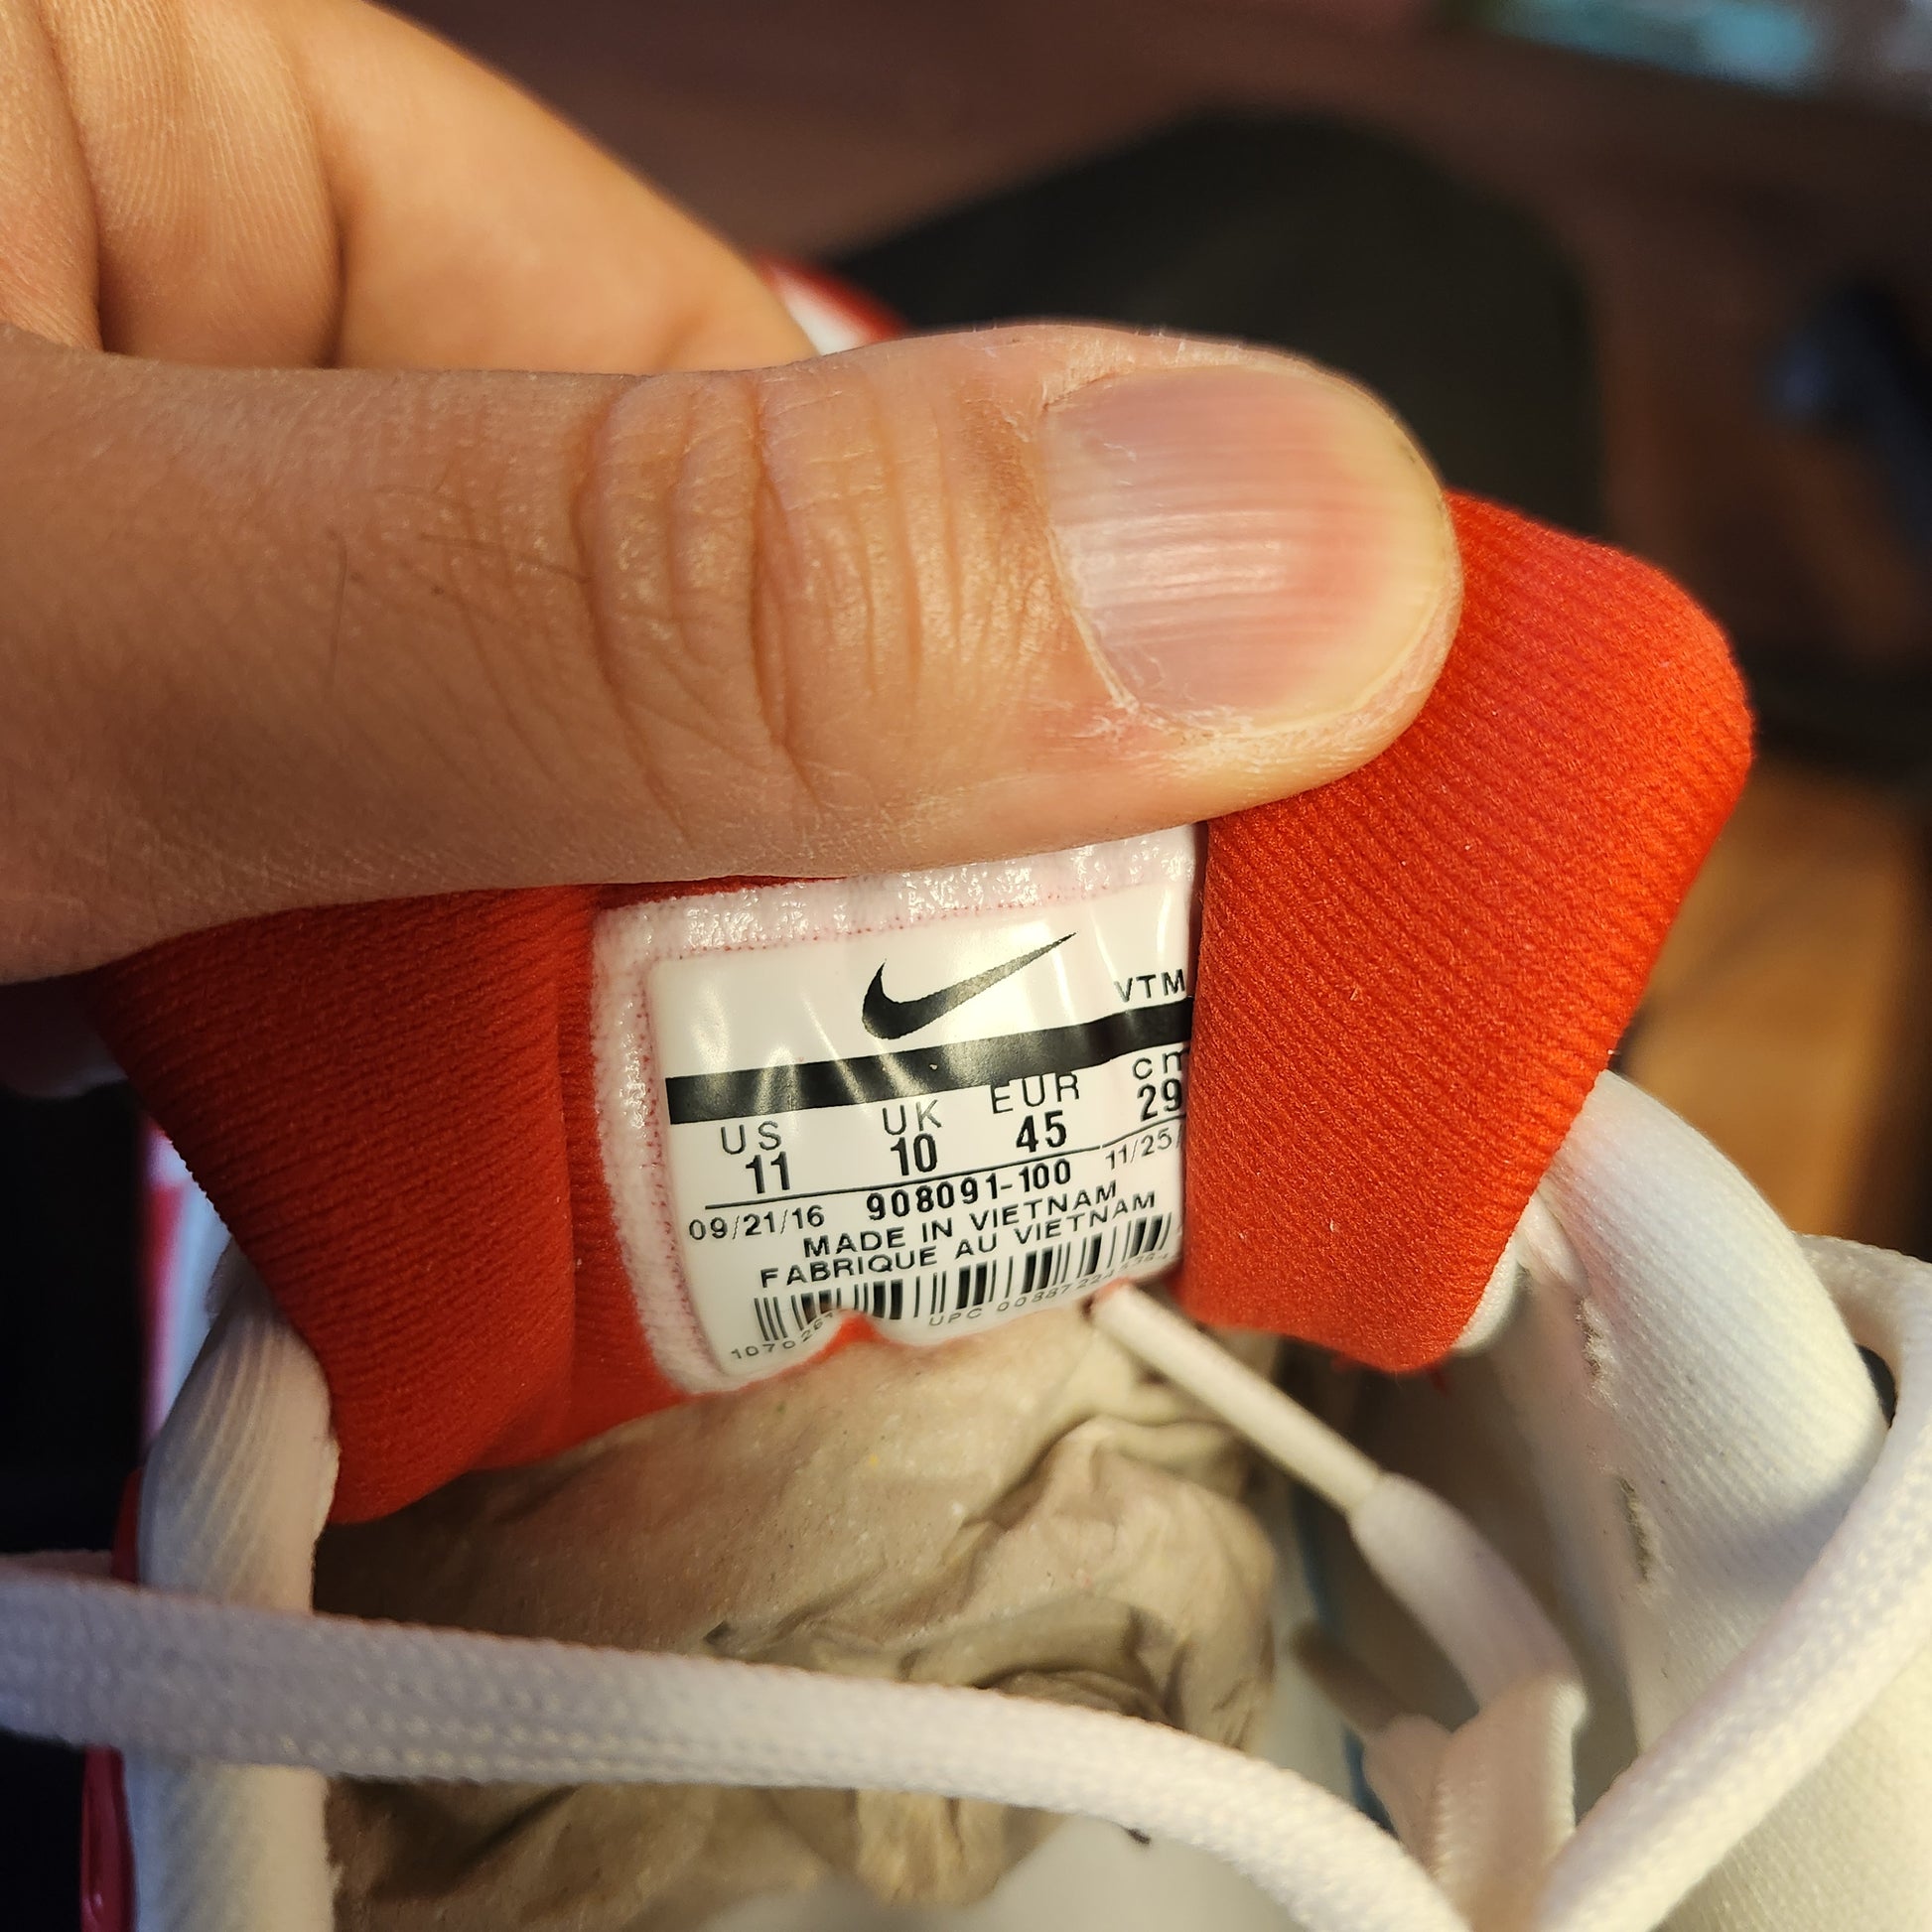 VTM
US UK EUR cm
11 10 45 29
09/21/16 908091-100 11/25/
MADE IN VIETNAM
FABRIQUE AU VIETNAM
UPC